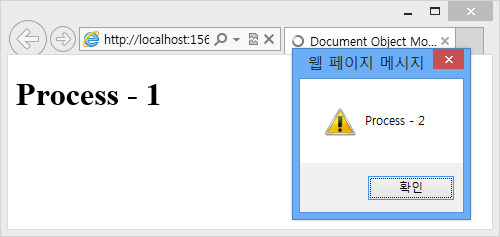 http://localhost:156
Document Object Mo...
Process - 1
웹 페이지 메시지
Process - 2
확인